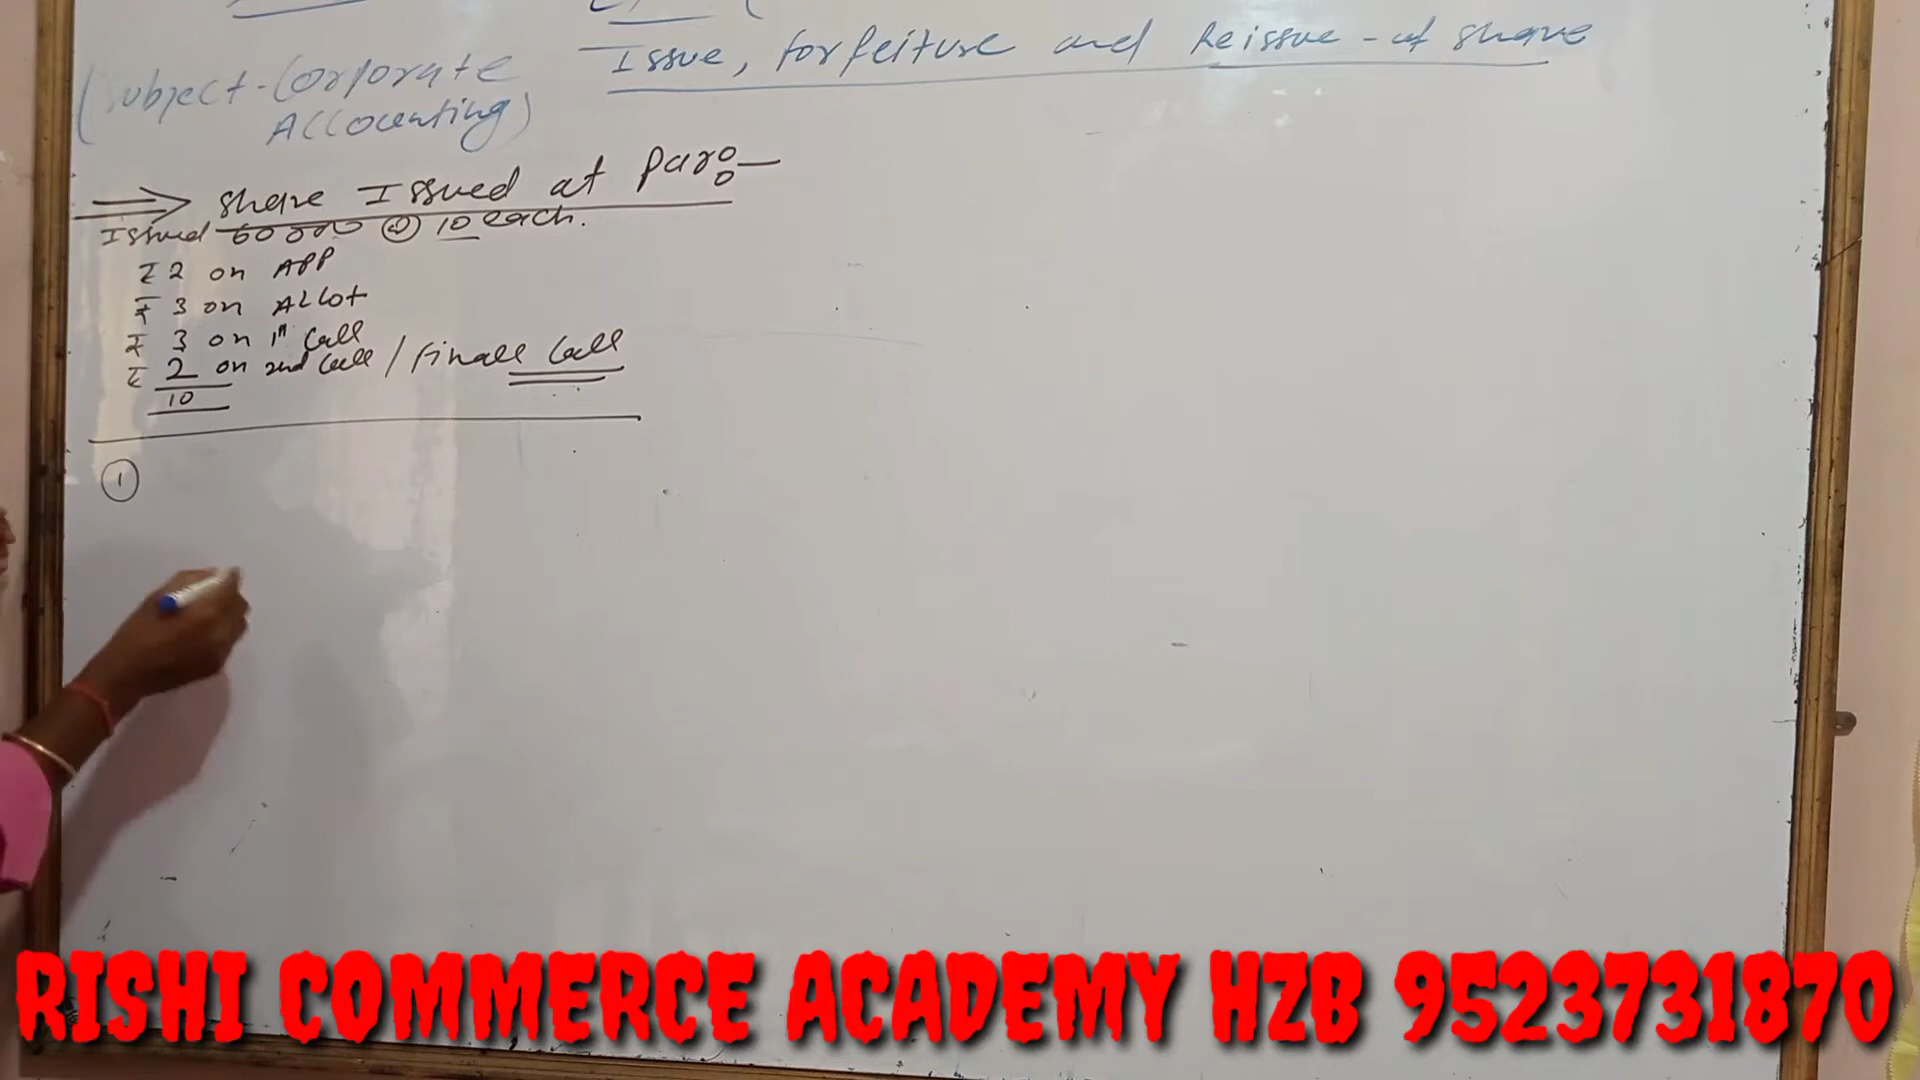 Issue, forfeiture and Reissue - of share
(Subject - Corporate
Accounting)
⇒ Share Issued at par:-
Issued 60000 @ 10 each.
₹ 2 on APP
₹ 3 on ALLot
₹ 3 on 1st Call
₹ 2 on 2nd Call / Finall Call
10
①
RISHI COMMERCE ACADEMY HZB 9523731870